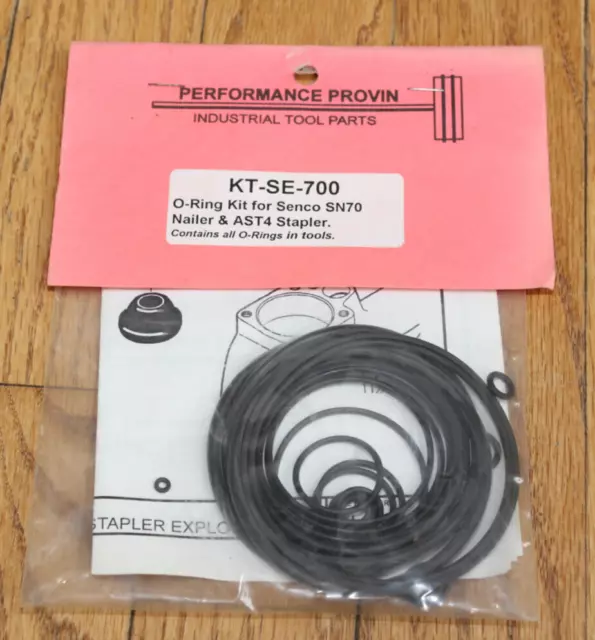 PERFORMANCE PROVIN
INDUSTRIAL TOOL PARTS
KT-SE-700
O-Ring Kit for Senco SN70
Nailer & AST4 Stapler.
Contains all O-Rings in tools.
STAPLER EXPLO